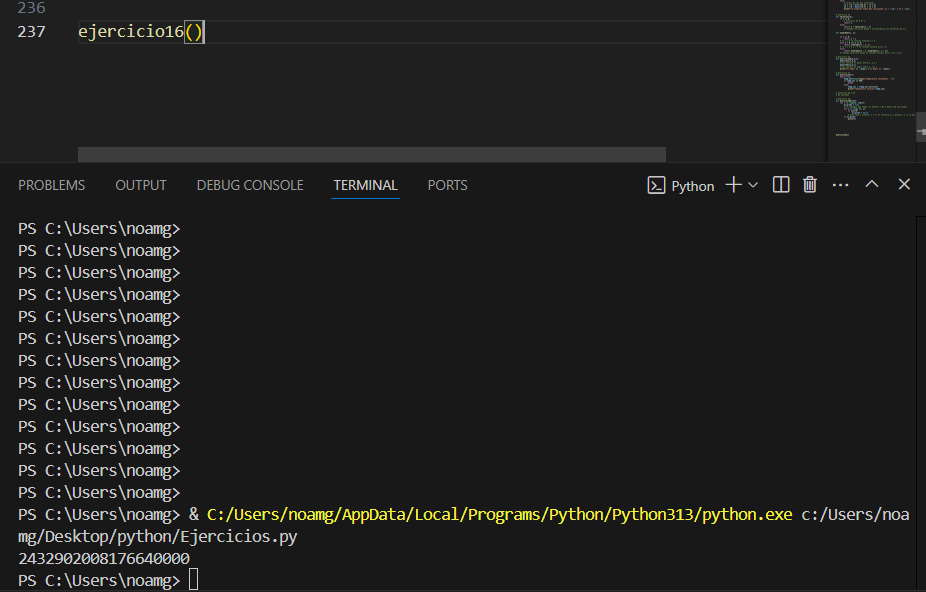 236
237 ejercicio16()
PROBLEMS OUTPUT DEBUG CONSOLE TERMINAL PORTS Python
PS C:\Users\noamg>
PS C:\Users\noamg>
PS C:\Users\noamg>
PS C:\Users\noamg>
PS C:\Users\noamg>
PS C:\Users\noamg>
PS C:\Users\noamg>
PS C:\Users\noamg>
PS C:\Users\noamg>
PS C:\Users\noamg>
PS C:\Users\noamg>
PS C:\Users\noamg>
PS C:\Users\noamg>
PS C:\Users\noamg> & C:/Users/noamg/AppData/Local/Programs/Python/Python313/python.exe c:/Users/noa
mg/Desktop/python/Ejercicios.py
2432902008176640000
PS C:\Users\noamg>